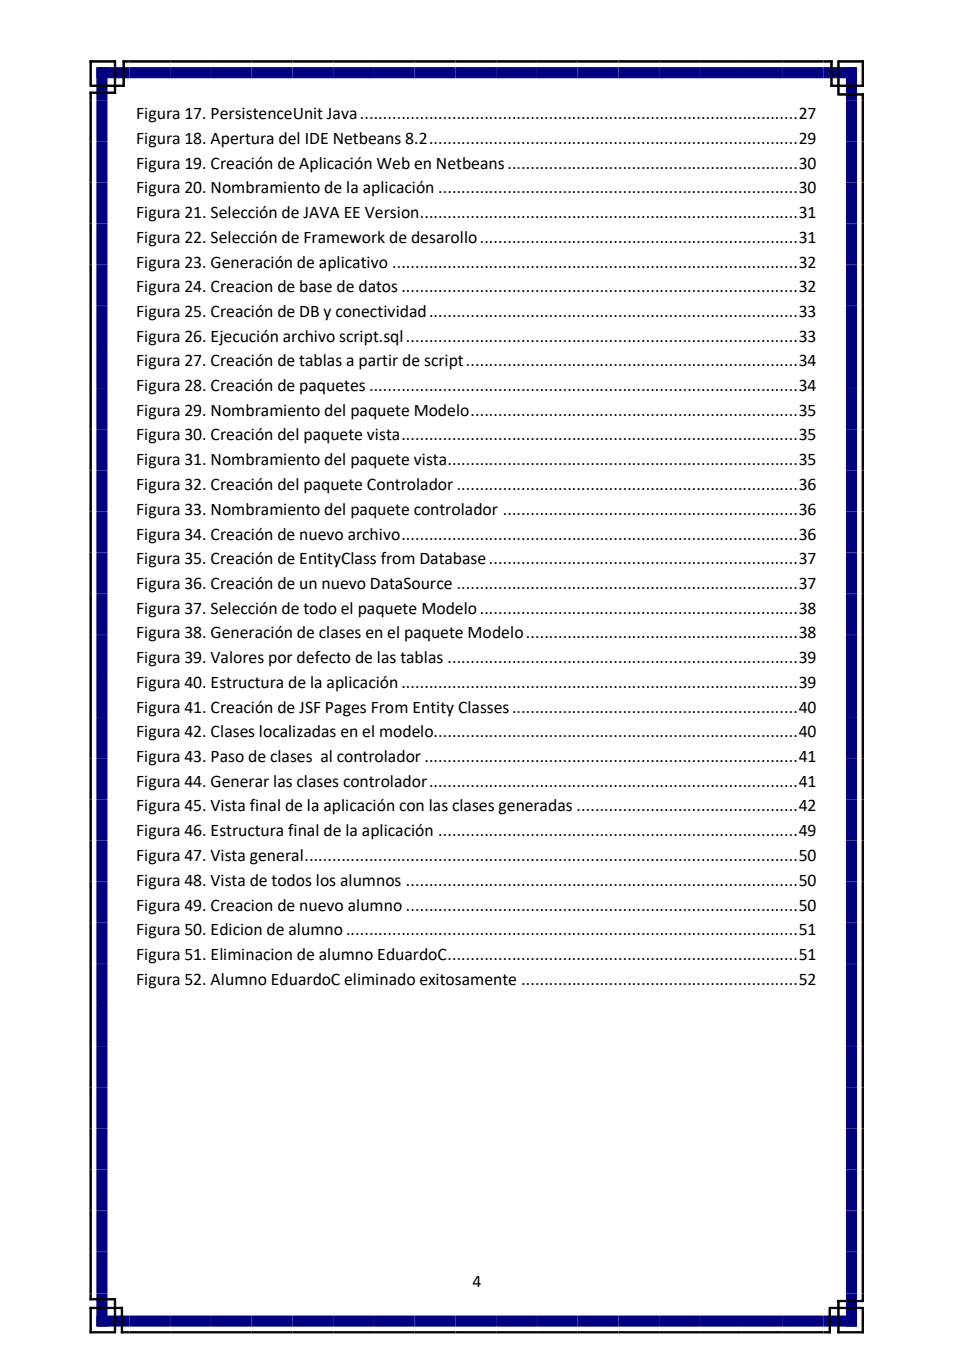 Figura 17. PersistenceUnit Java....................27
Figura 18. Apertura del IDE Netbeans 8.2....................29
Figura 19. Creación de Aplicación Web en Netbeans....................30
Figura 20. Nombramiento de la aplicación....................30
Figura 21. Selección de JAVA EE Version....................31
Figura 22. Selección de Framework de desarollo....................31
Figura 23. Generación de aplicativo....................32
Figura 24. Creacion de base de datos....................32
Figura 25. Creación de DB y conectividad....................33
Figura 26. Ejecución archivo script.sql....................33
Figura 27. Creación de tablas a partir de script....................34
Figura 28. Creación de paquetes....................34
Figura 29. Nombramiento del paquete Modelo....................35
Figura 30. Creación del paquete vista....................35
Figura 31. Nombramiento del paquete vista....................35
Figura 32. Creación del paquete Controlador....................36
Figura 33. Nombramiento del paquete controlador....................36
Figura 34. Creación de nuevo archivo....................36
Figura 35. Creación de EntityClass from Database....................37
Figura 36. Creación de un nuevo DataSource....................37
Figura 37. Selección de todo el paquete Modelo....................38
Figura 38. Generación de clases en el paquete Modelo....................38
Figura 39. Valores por defecto de las tablas....................39
Figura 40. Estructura de la aplicación....................39
Figura 41. Creación de JSF Pages From Entity Classes....................40
Figura 42. Clases localizadas en el modelo....................40
Figura 43. Paso de clases  al controlador....................41
Figura 44. Generar las clases controlador....................41
Figura 45. Vista final de la aplicación con las clases generadas....................42
Figura 46. Estructura final de la aplicación....................49
Figura 47. Vista general....................50
Figura 48. Vista de todos los alumnos....................50
Figura 49. Creacion de nuevo alumno....................50
Figura 50. Edicion de alumno....................51
Figura 51. Eliminacion de alumno EduardoC....................51
Figura 52. Alumno EduardoC eliminado exitosamente....................52
4